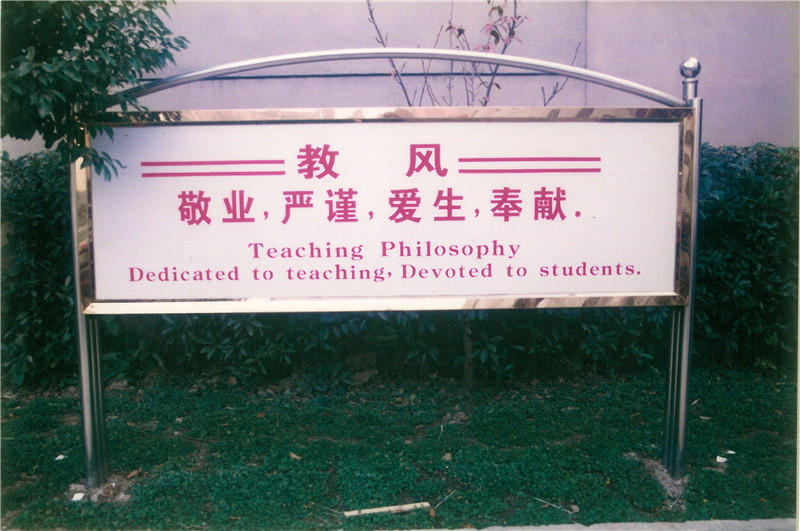 教 风
敬业,严谨,爱生,奉献.
Teaching Philosophy
Dedicated to teaching, Devoted to students.